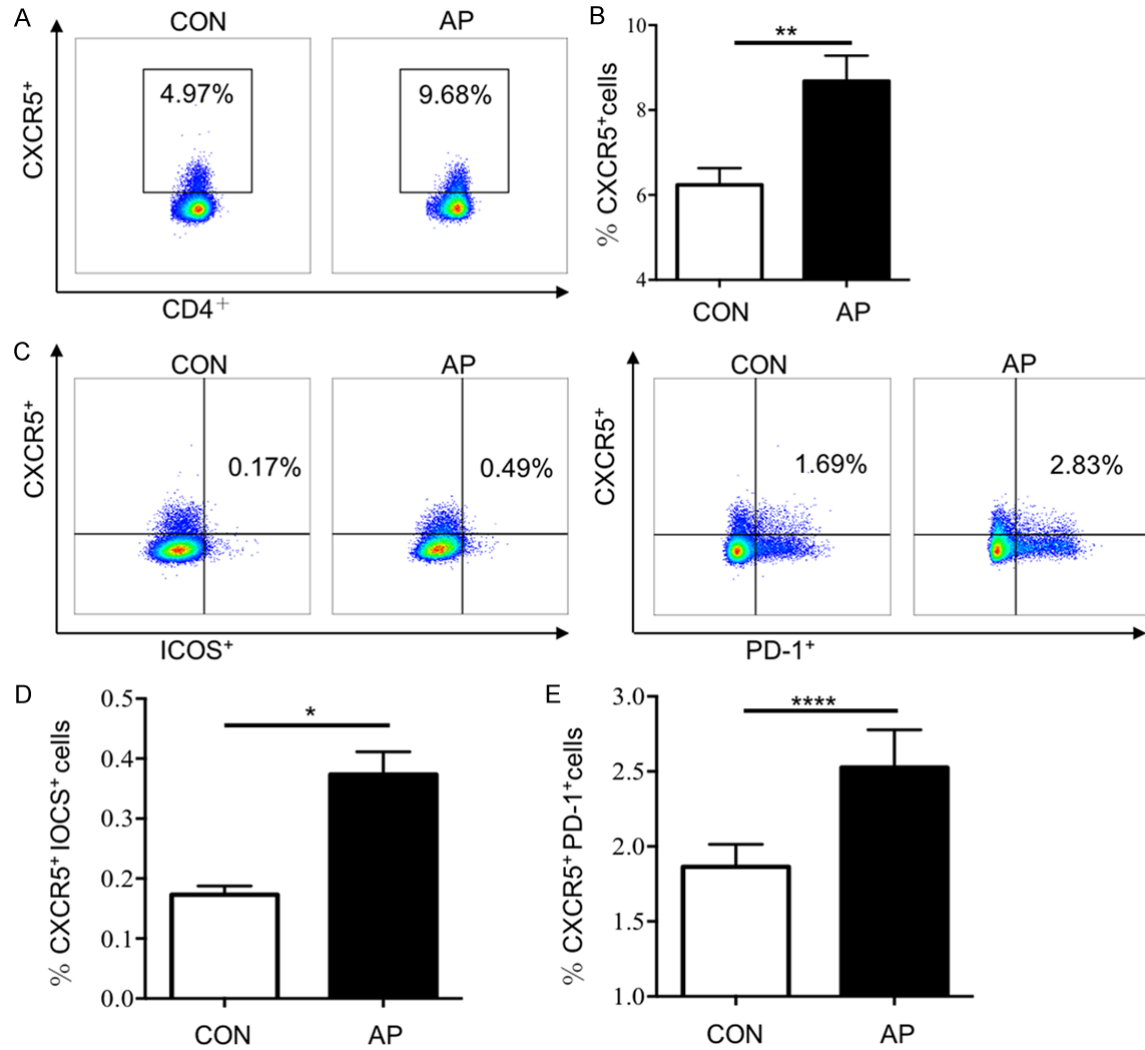 A
CON
AP
CXCR5⁺
4.97%
9.68%
CD4⁺
B
**
% CXCR5⁺cells
10
8
6
4
CON
AP
C
CON
AP
CXCR5⁺
0.17%
0.49%
ICOS⁺
CON
AP
CXCR5⁺
1.69%
2.83%
PD-1⁺
D
*
% CXCR5⁺ IOCS⁺ cells
0.5
0.4
0.3
0.2
0.1
0.0
CON
AP
E
****
% CXCR5⁺ PD-1⁺cells
3.0
2.5
2.0
1.5
1.0
CON
AP